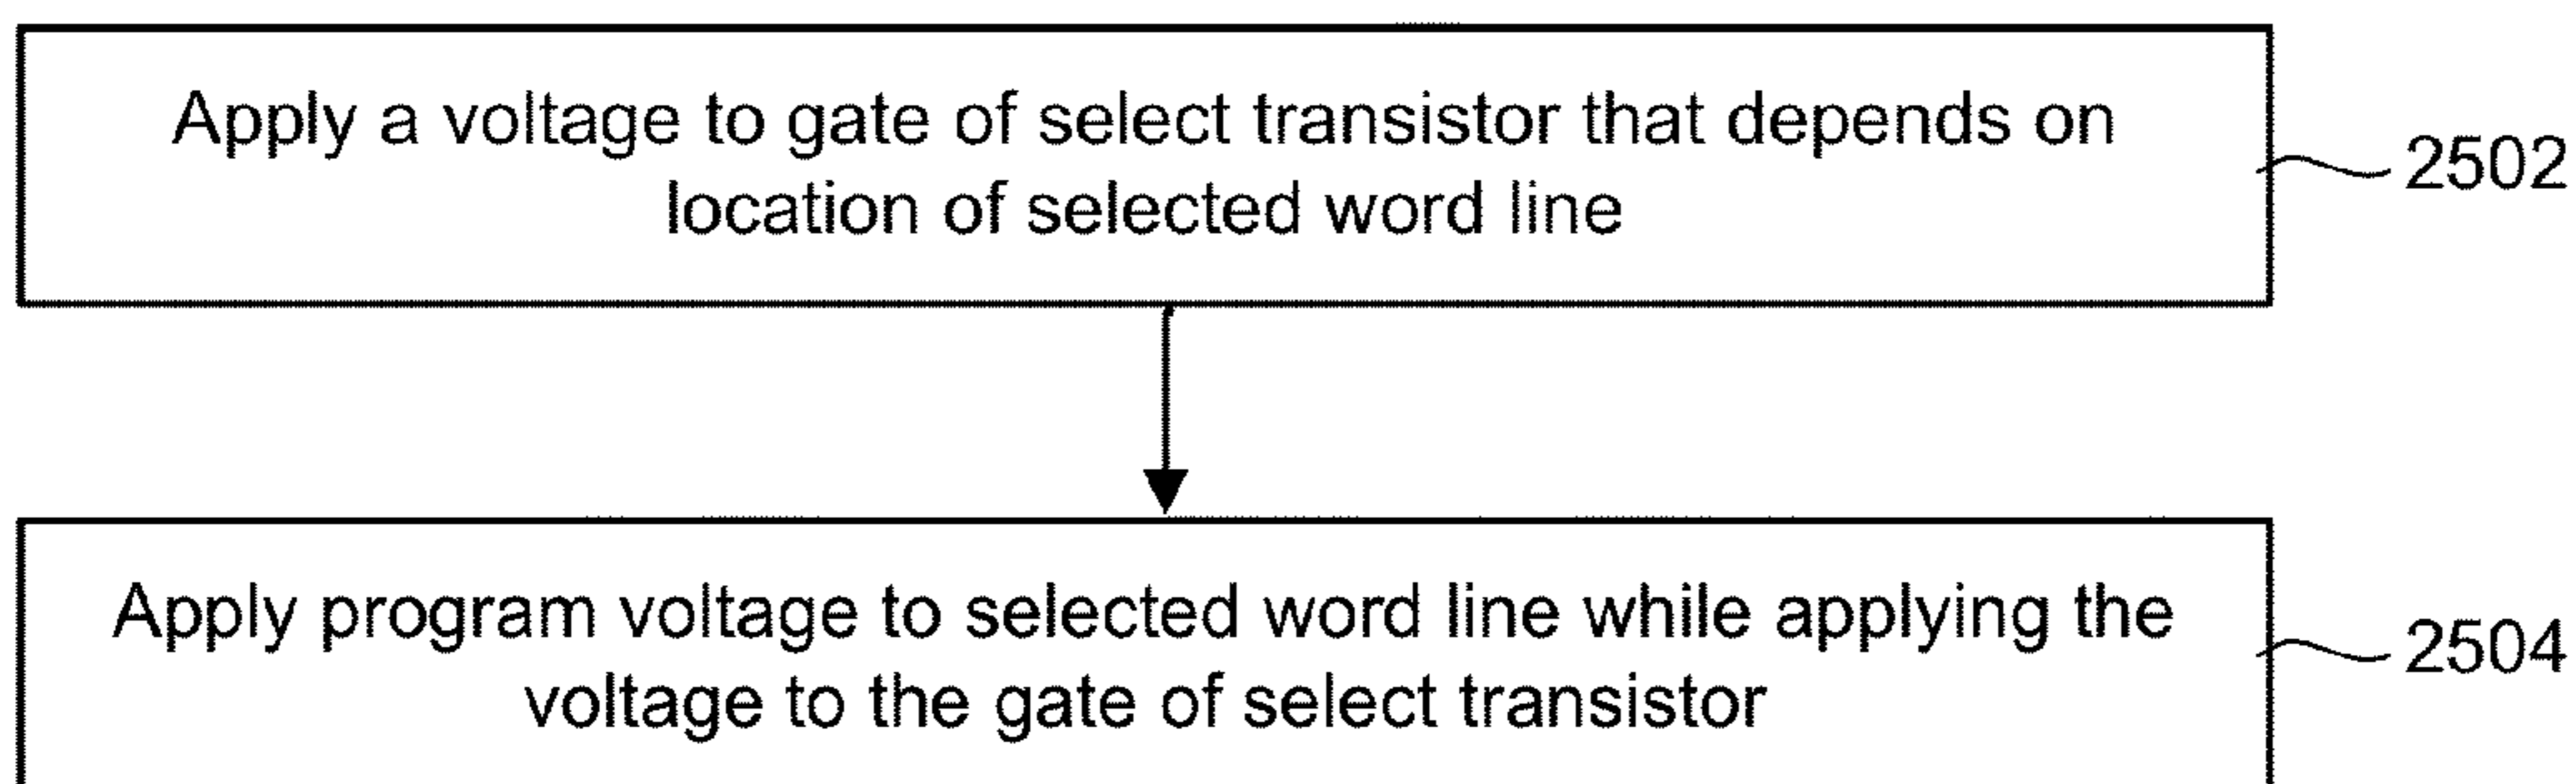 Apply a voltage to gate of select transistor that depends on
location of selected word line
2502
Apply program voltage to selected word line while applying the
voltage to the gate of select transistor
2504